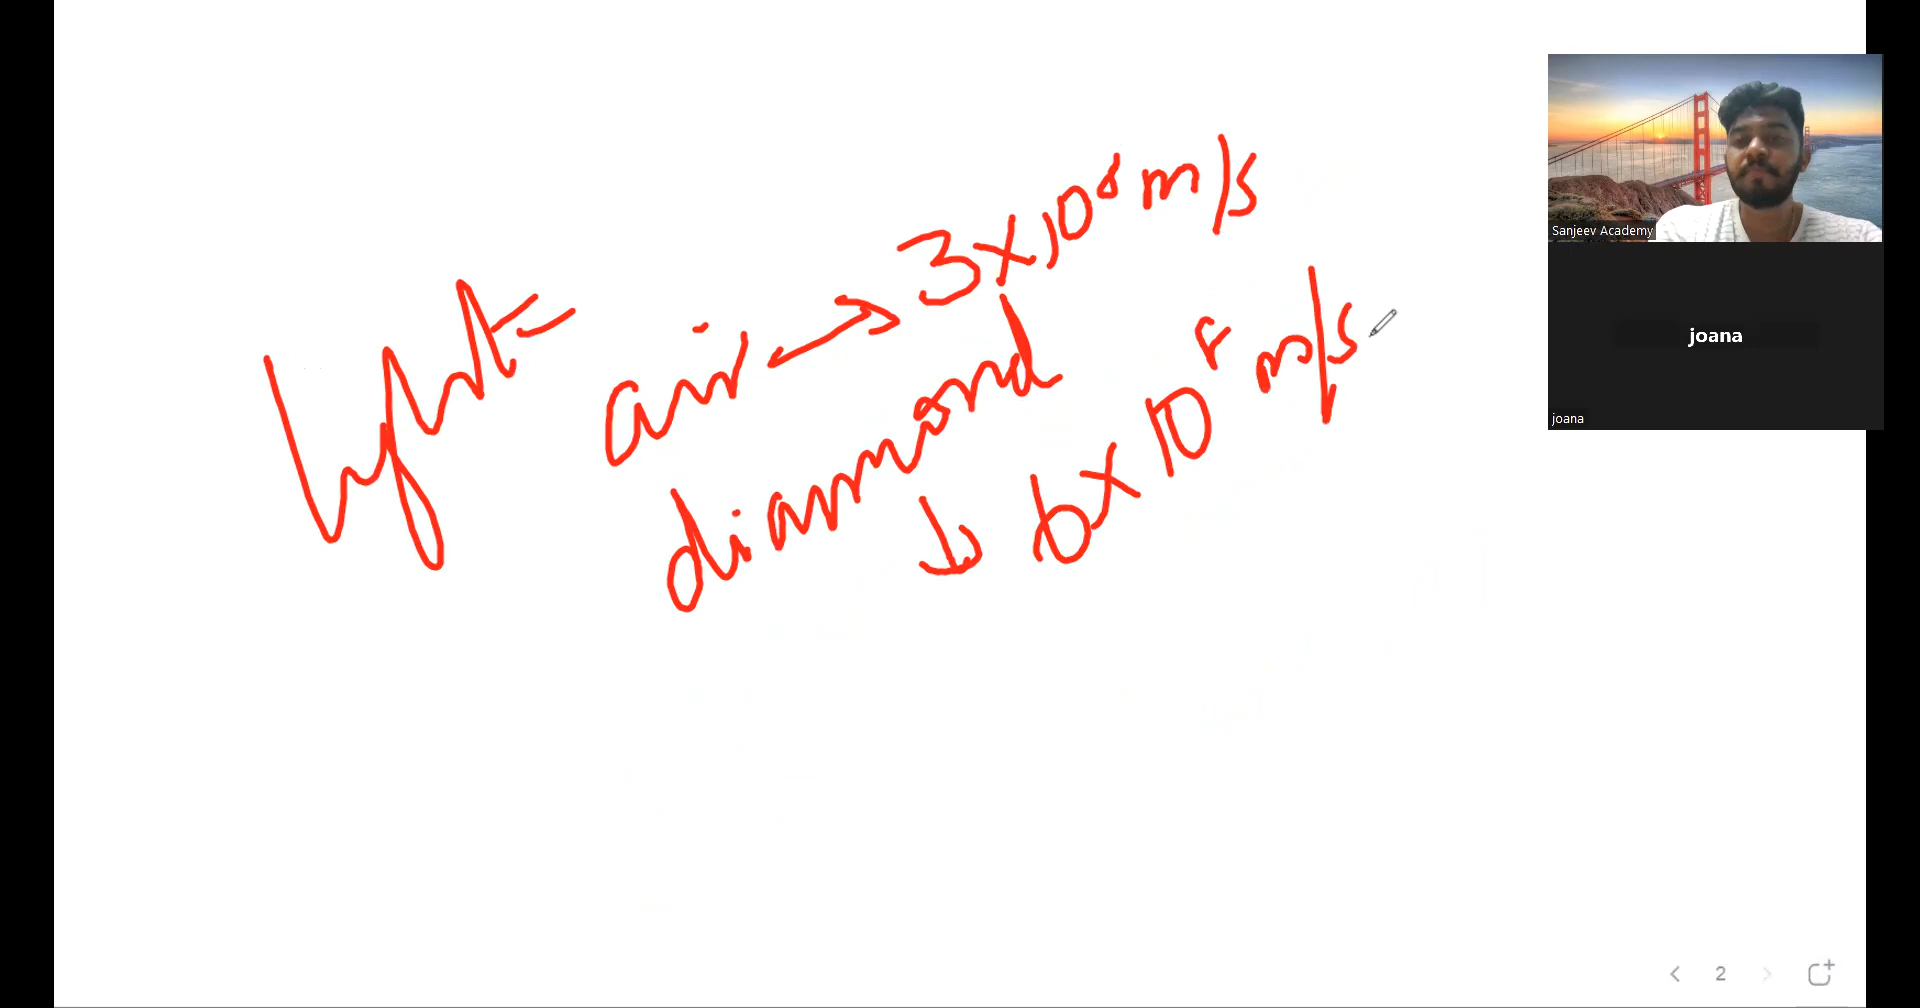 light - air → 3×10⁸ m/s
diamond
↓ 6×10⁸ m/s
Sanjeev Academy
joana
joana
2